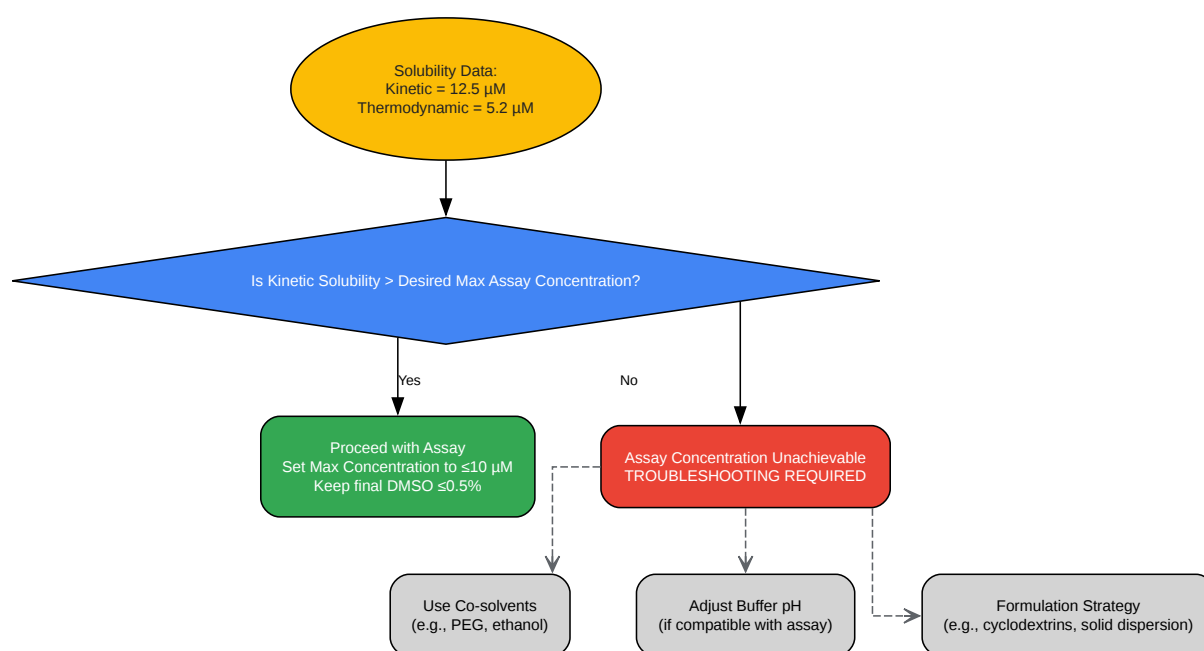 Solubility Data:
Kinetic = 12.5 µM
Thermodynamic = 5.2 µM
Is Kinetic Solubility > Desired Max Assay Concentration?
Yes
No
Proceed with Assay
Set Max Concentration to ≤10 µM
Keep final DMSO ≤0.5%
Assay Concentration Unachievable
TROUBLESHOOTING REQUIRED
Use Co-solvents
(e.g., PEG, ethanol)
Adjust Buffer pH
(if compatible with assay)
Formulation Strategy
(e.g., cyclodextrins, solid dispersion)